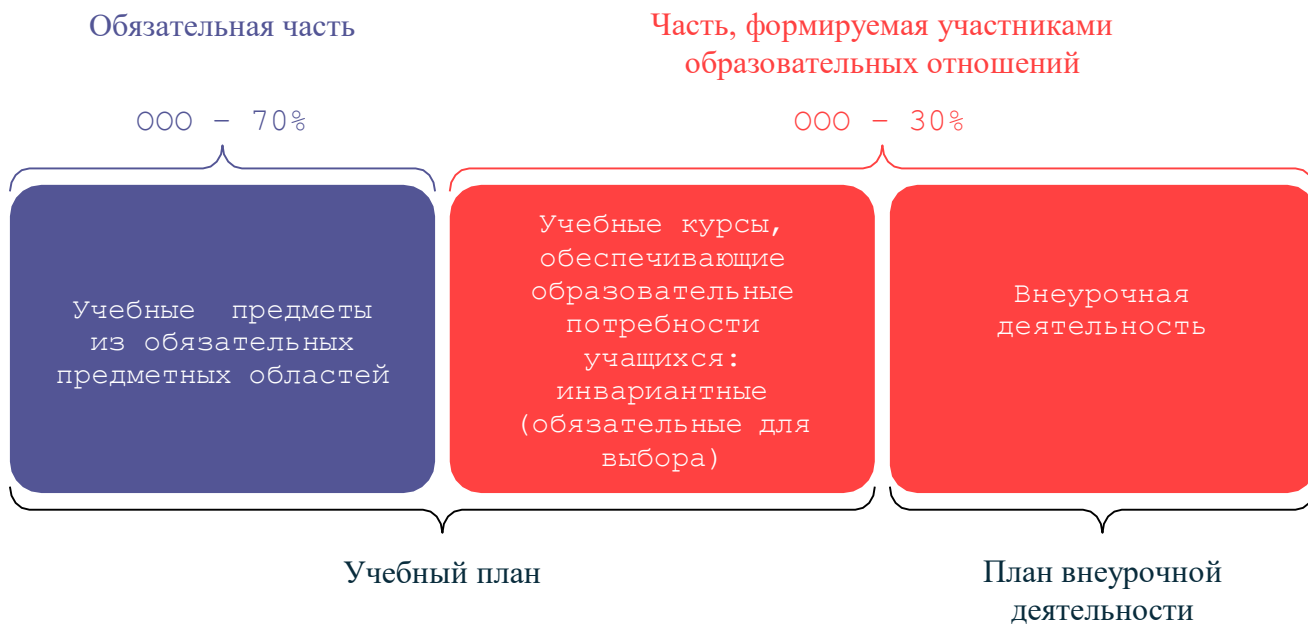 Обязательная часть
Часть, формируемая участниками
образовательных отношений
ООО – 70%
ООО – 30%
Учебные предметы
из обязательных
предметных областей
Учебные курсы,
обеспечивающие
образовательные
потребности
учащихся:
инвариантные
(обязательные для
выбора)
Внеурочная
деятельность
Учебный план
План внеурочной
деятельности